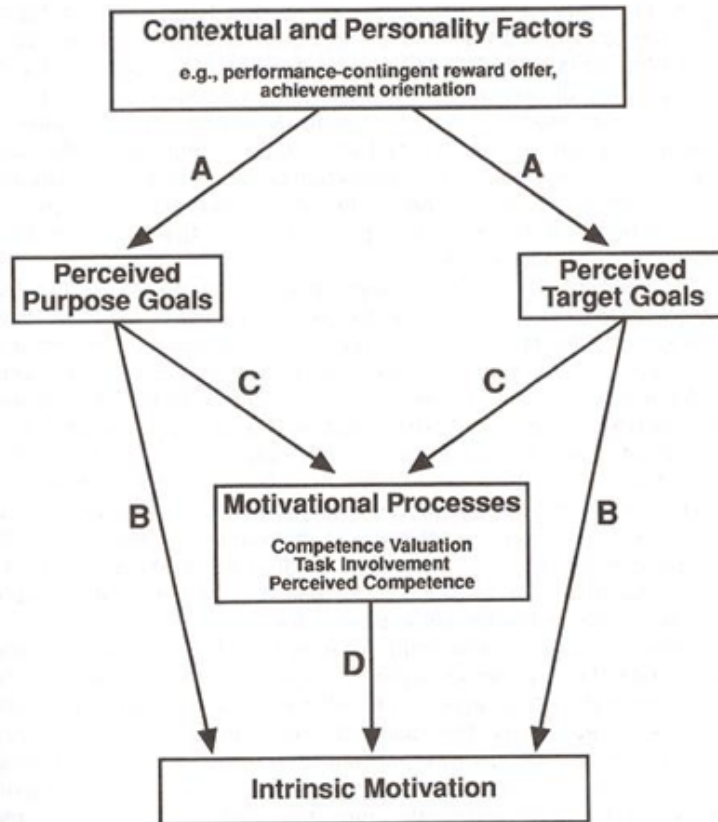 Contextual and Personality Factors
e.g., performance-contingent reward offer,
achievement orientation
A
A
Perceived
Purpose Goals
Perceived
Target Goals
C
C
B
B
Motivational Processes
Competence Valuation
Task Involvement
Perceived Competence
D
Intrinsic Motivation